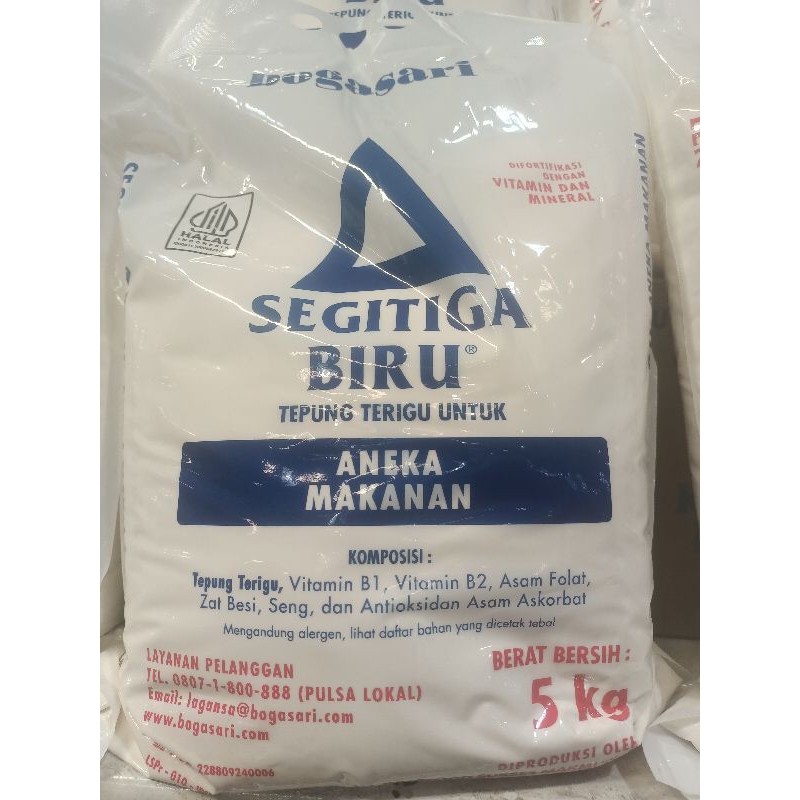 bogasari
DIFORTIFIKASI
DENGAN
VITAMIN DAN
MINERAL
HALAL
INDONESIA
SEGITIGA
BIRU®
TEPUNG TERIGU UNTUK
ANEKA
MAKANAN
KOMPOSISI :
Tepung Terigu, Vitamin B1, Vitamin B2, Asam Folat,
Zat Besi, Seng, dan Antioksidan Asam Askorbat
Mengandung alergen, lihat daftar bahan yang dicetak tebal
LAYANAN PELANGGAN
TEL. 0807-1-800-888 (PULSA LOKAL)
Email: lagansa@bogasari.com
www.bogasari.com
228809240006
BERAT BERSIH :
5 kg
DIPRODUKSI OLEH